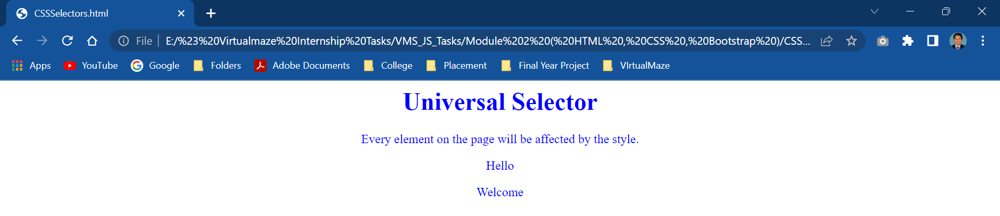 CSSSelectors.html
File E:/%23%20Virtualmaze%20Internship%20Tasks/VMS_JS_Tasks/Module%202%20(%20HTML%20,%20CSS%20,%20Bootstrap%20)/CSS...
Apps YouTube Google Folders Adobe Documents College Placement Final Year Project VIrtualMaze
Universal Selector
Every element on the page will be affected by the style.
Hello
Welcome